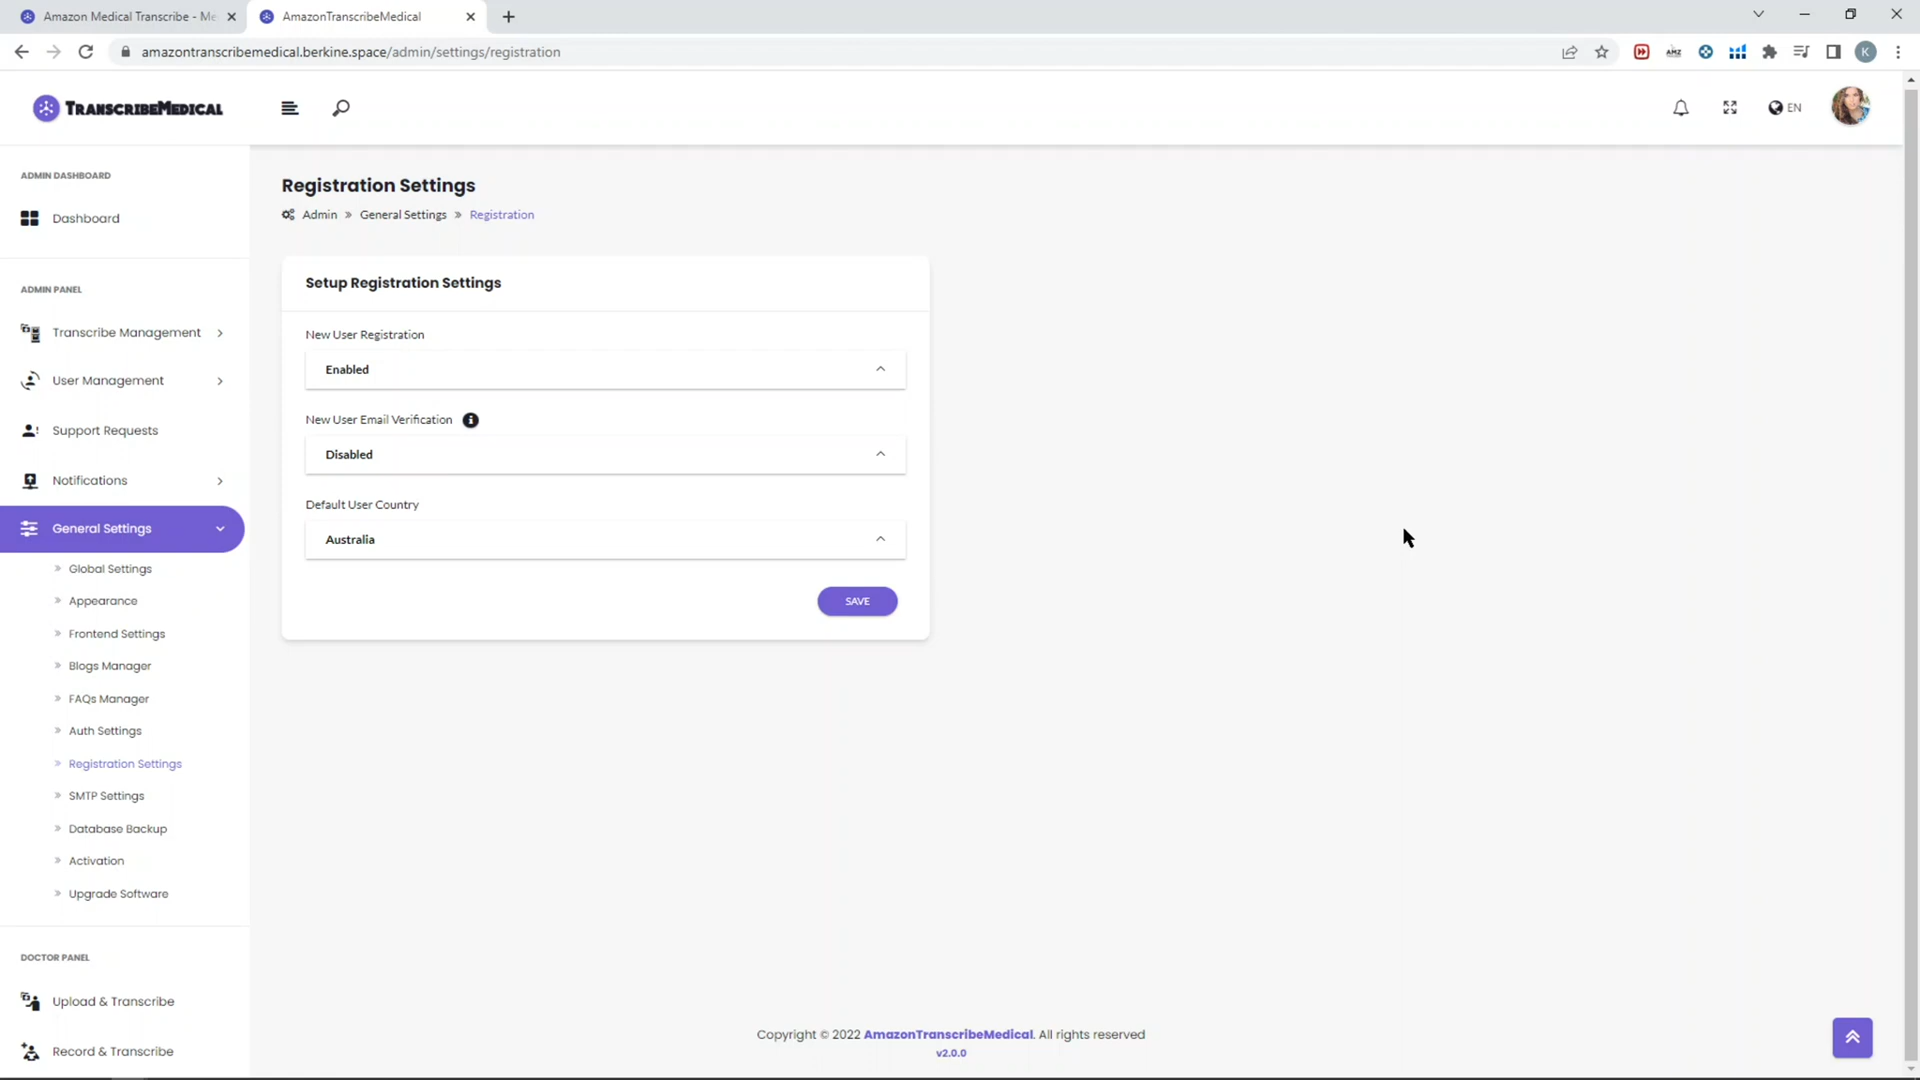 Amazon Medical Transcribe - Me
AmazonTranscribeMedical
amazontranscribemedical.berkine.space/admin/settings/registration
AMZ
K
TRANSCRIBEMEDICAL
EN
ADMIN DASHBOARD
Dashboard
ADMIN PANEL
Transcribe Management
User Management
Support Requests
Notifications
General Settings
Global Settings
Appearance
Frontend Settings
Blogs Manager
FAQs Manager
Auth Settings
Registration Settings
SMTP Settings
Database Backup
Activation
Upgrade Software
DOCTOR PANEL
Upload & Transcribe
Record & Transcribe
Registration Settings
Admin » General Settings » Registration
Setup Registration Settings
New User Registration
Enabled
New User Email Verification
Disabled
Default User Country
Australia
SAVE
Copyright © 2022 AmazonTranscribeMedical. All rights reserved
v2.0.0